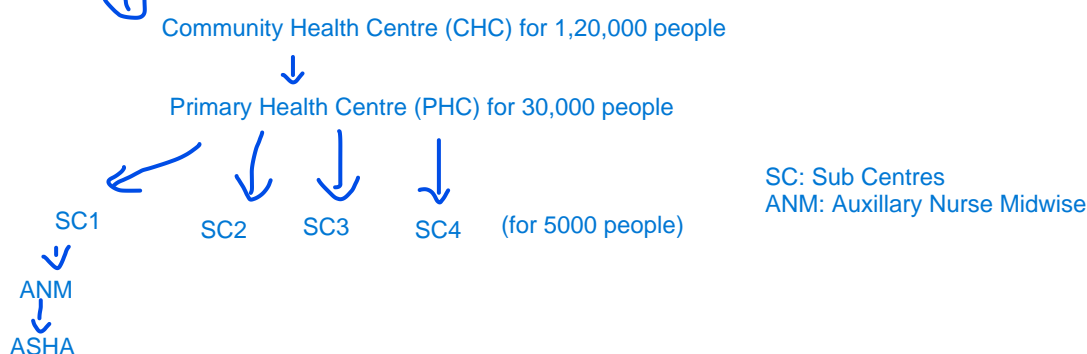 Community Health Centre (CHC) for 1,20,000 people
Primary Health Centre (PHC) for 30,000 people
SC: Sub Centres
ANM: Auxillary Nurse Midwise
SC1 SC2 SC3 SC4 (for 5000 people)
ANM
ASHA